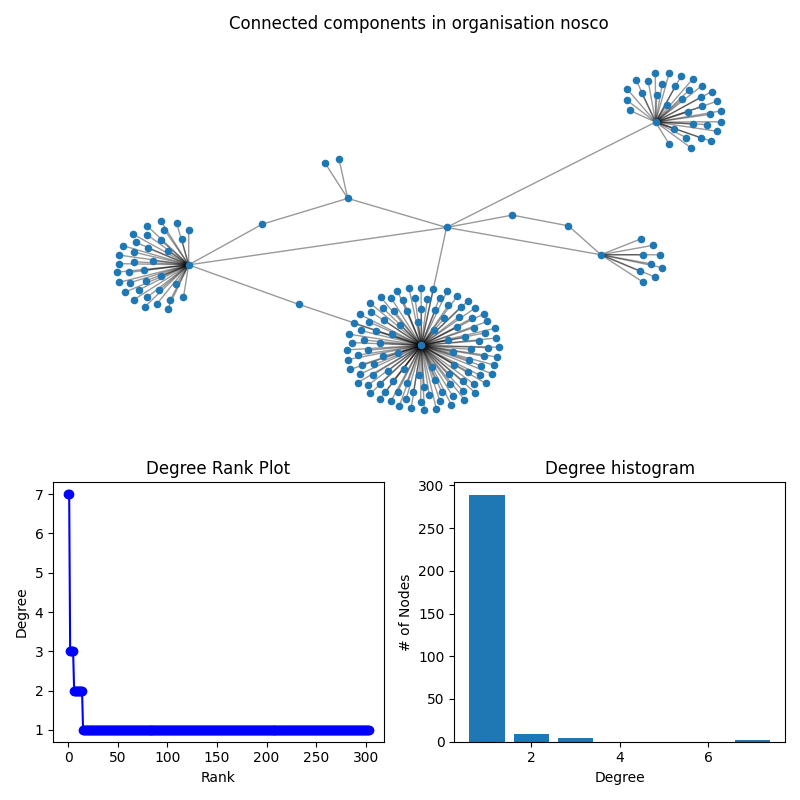 Connected components in organisation nosco
Degree Rank Plot
7
6
5
4
3
2
1
Degree
0 50 100 150 200 250 300
Rank
Degree histogram
300
250
200
150
100
50
0
# of Nodes
2 4 6
Degree